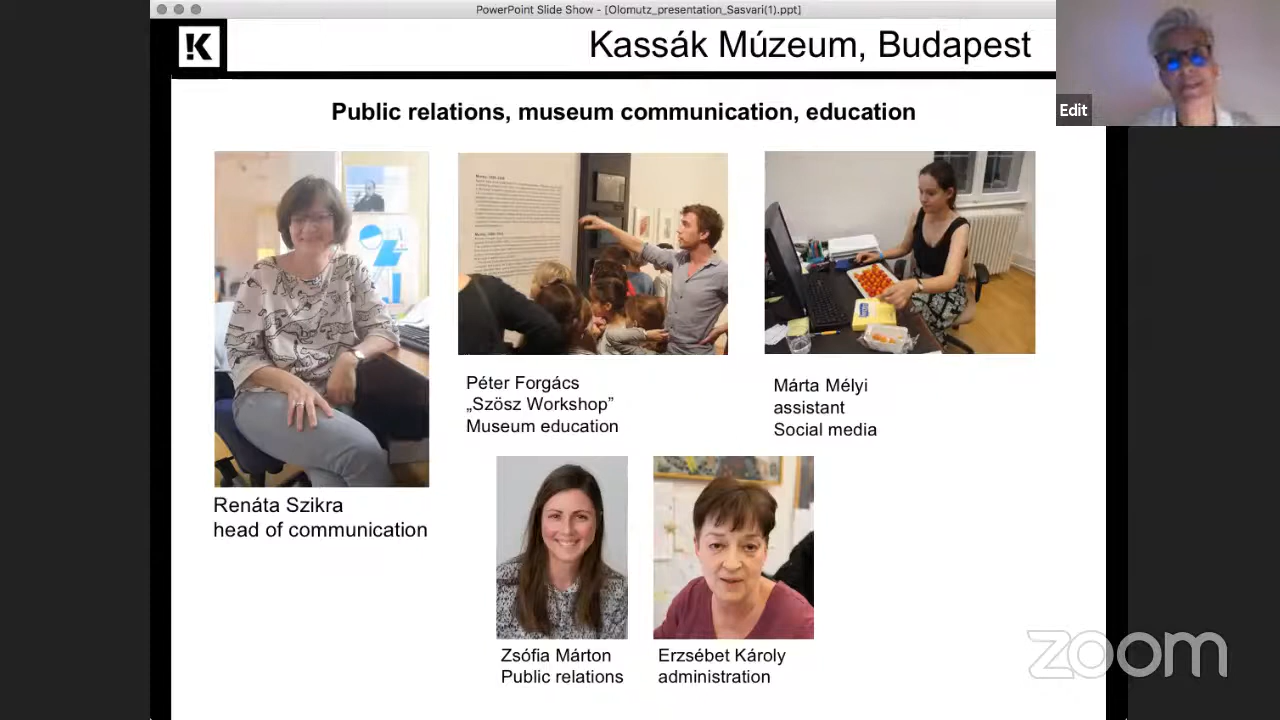 PowerPoint Slide Show - [Olomutz_presentation_Sasvari(1).ppt]
K
Kassák Múzeum, Budapest
Edit
Public relations, museum communication, education
Péter Forgács
„Szösz Workshop”
Museum education
Márta Mélyi
assistant
Social media
Renáta Szikra
head of communication
Zsófia Márton
Public relations
Erzsébet Károly
administration
zoom